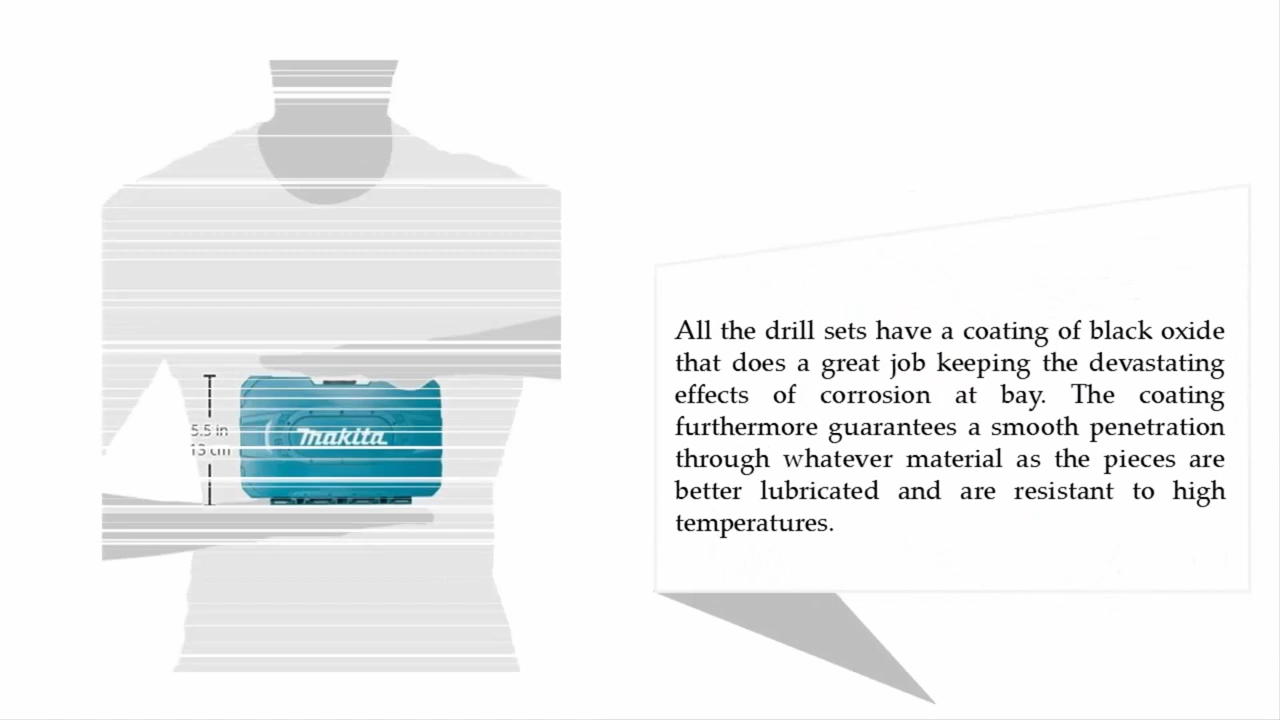 5.5 in
13 cm
Makita
All the drill sets have a coating of black oxide
that does a great job keeping the devastating
effects of corrosion at bay. The coating
furthermore guarantees a smooth penetration
through whatever material as the pieces are
better lubricated and are resistant to high
temperatures.